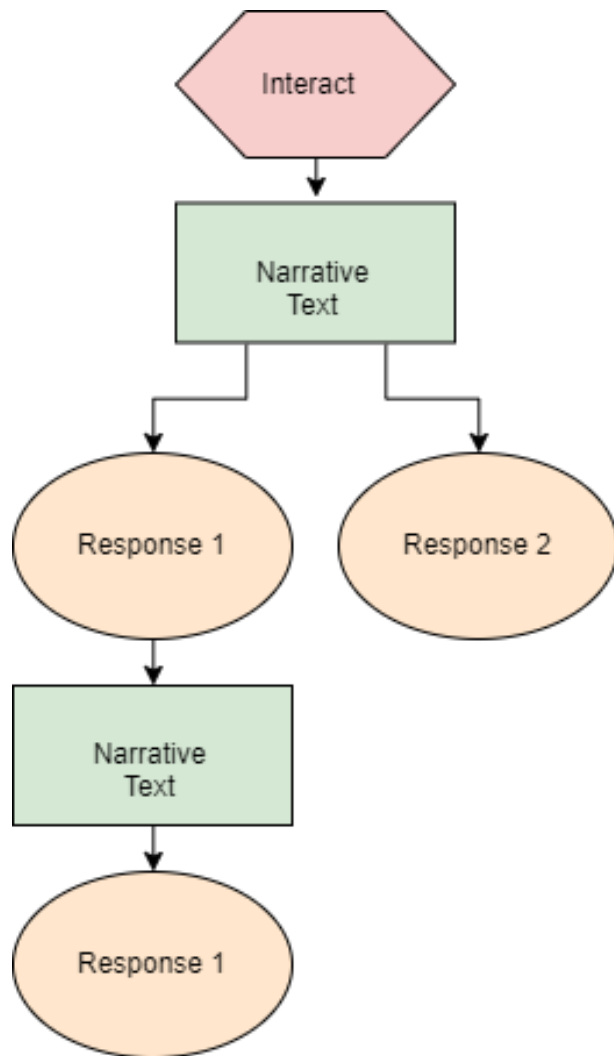 Interact
Narrative
Text
Response 1
Response 2
Narrative
Text
Response 1